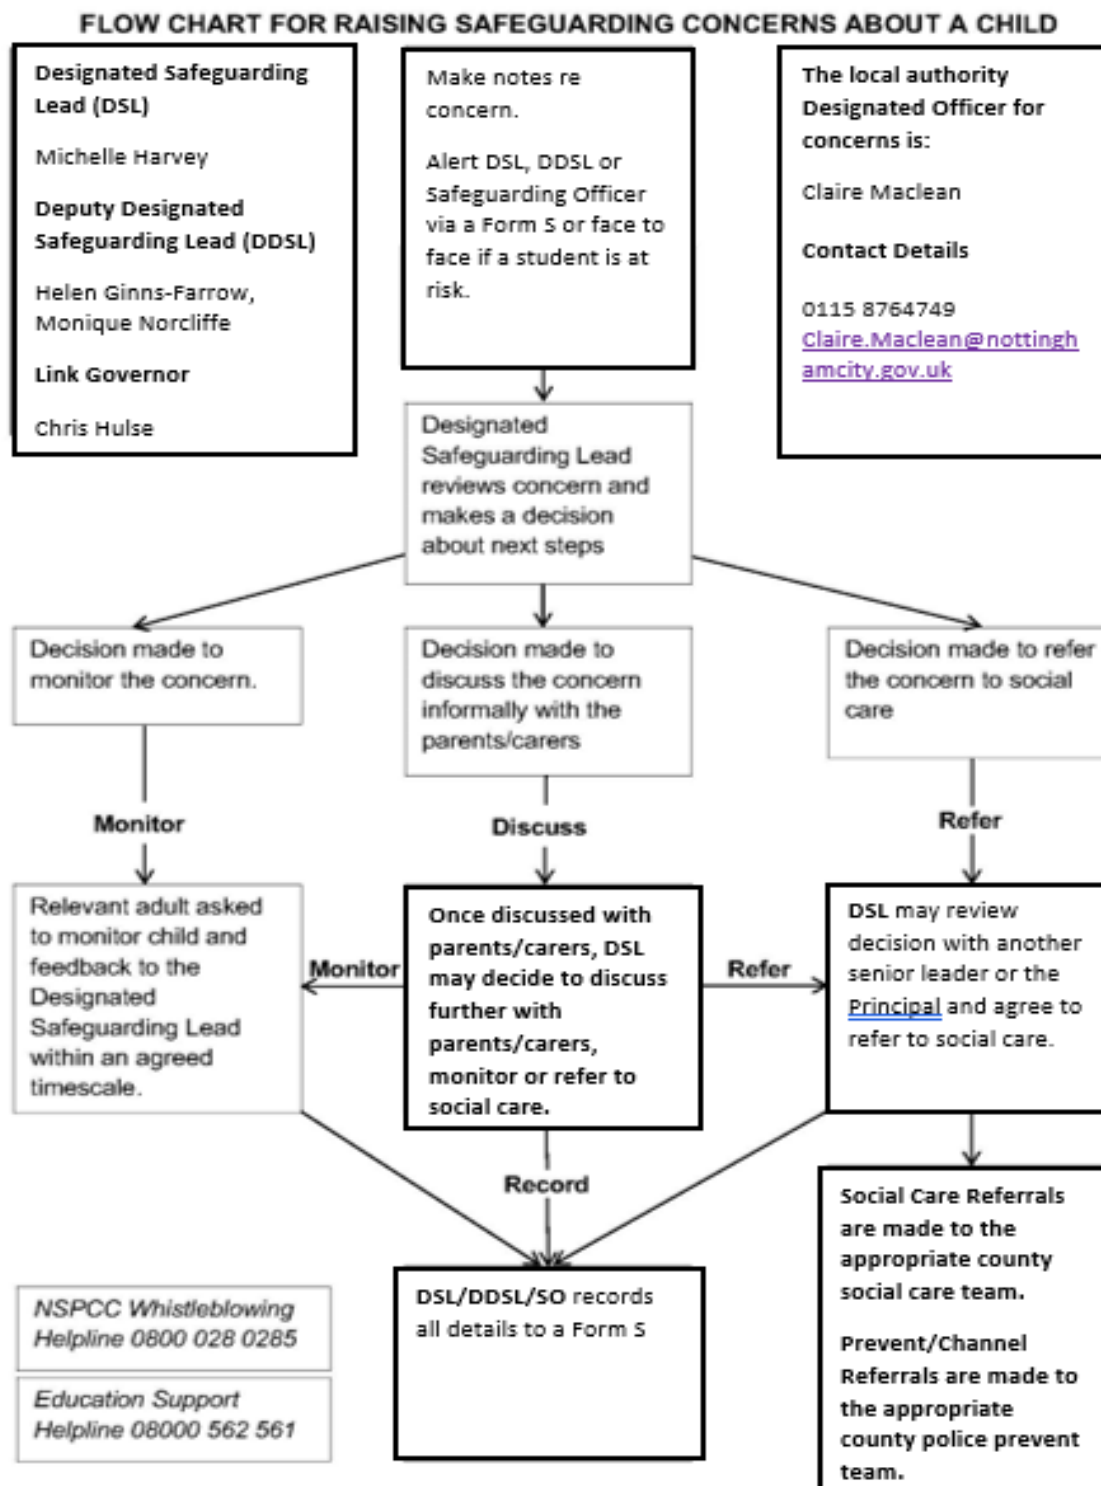 FLOW CHART FOR RAISING SAFEGUARDING CONCERNS ABOUT A CHILD
Designated Safeguarding
Lead (DSL)
Michelle Harvey
Deputy Designated
Safeguarding Lead (DDSL)
Helen Ginns-Farrow,
Monique Norcliffe
Link Governor
Chris Hulse
Make notes re
concern.
Alert DSL, DDSL or
Safeguarding Officer
via a Form S or face to
face if a student is at
risk.
The local authority
Designated Officer for
concerns is:
Claire Maclean
Contact Details
0115 8764749
Claire.Maclean@nottingh
amcity.gov.uk
Designated
Safeguarding Lead
reviews concern and
makes a decision
about next steps
Decision made to
monitor the concern.
Decision made to
discuss the concern
informally with the
parents/carers
Decision made to refer
the concern to social
care
Monitor
Discuss
Refer
Relevant adult asked
to monitor child and
feedback to the
Designated
Safeguarding Lead
within an agreed
timescale.
Monitor
Once discussed with
parents/carers, DSL
may decide to discuss
further with
parents/carers,
monitor or refer to
social care.
Refer
DSL may review
decision with another
senior leader or the
Principal and agree to
refer to social care.
Record
Social Care Referrals
are made to the
appropriate county
social care team.
Prevent/Channel
Referrals are made to
the appropriate
county police prevent
team.
DSL/DDSL/SO records
all details to a Form S
NSPCC Whistleblowing
Helpline 0800 028 0285
Education Support
Helpline 08000 562 561